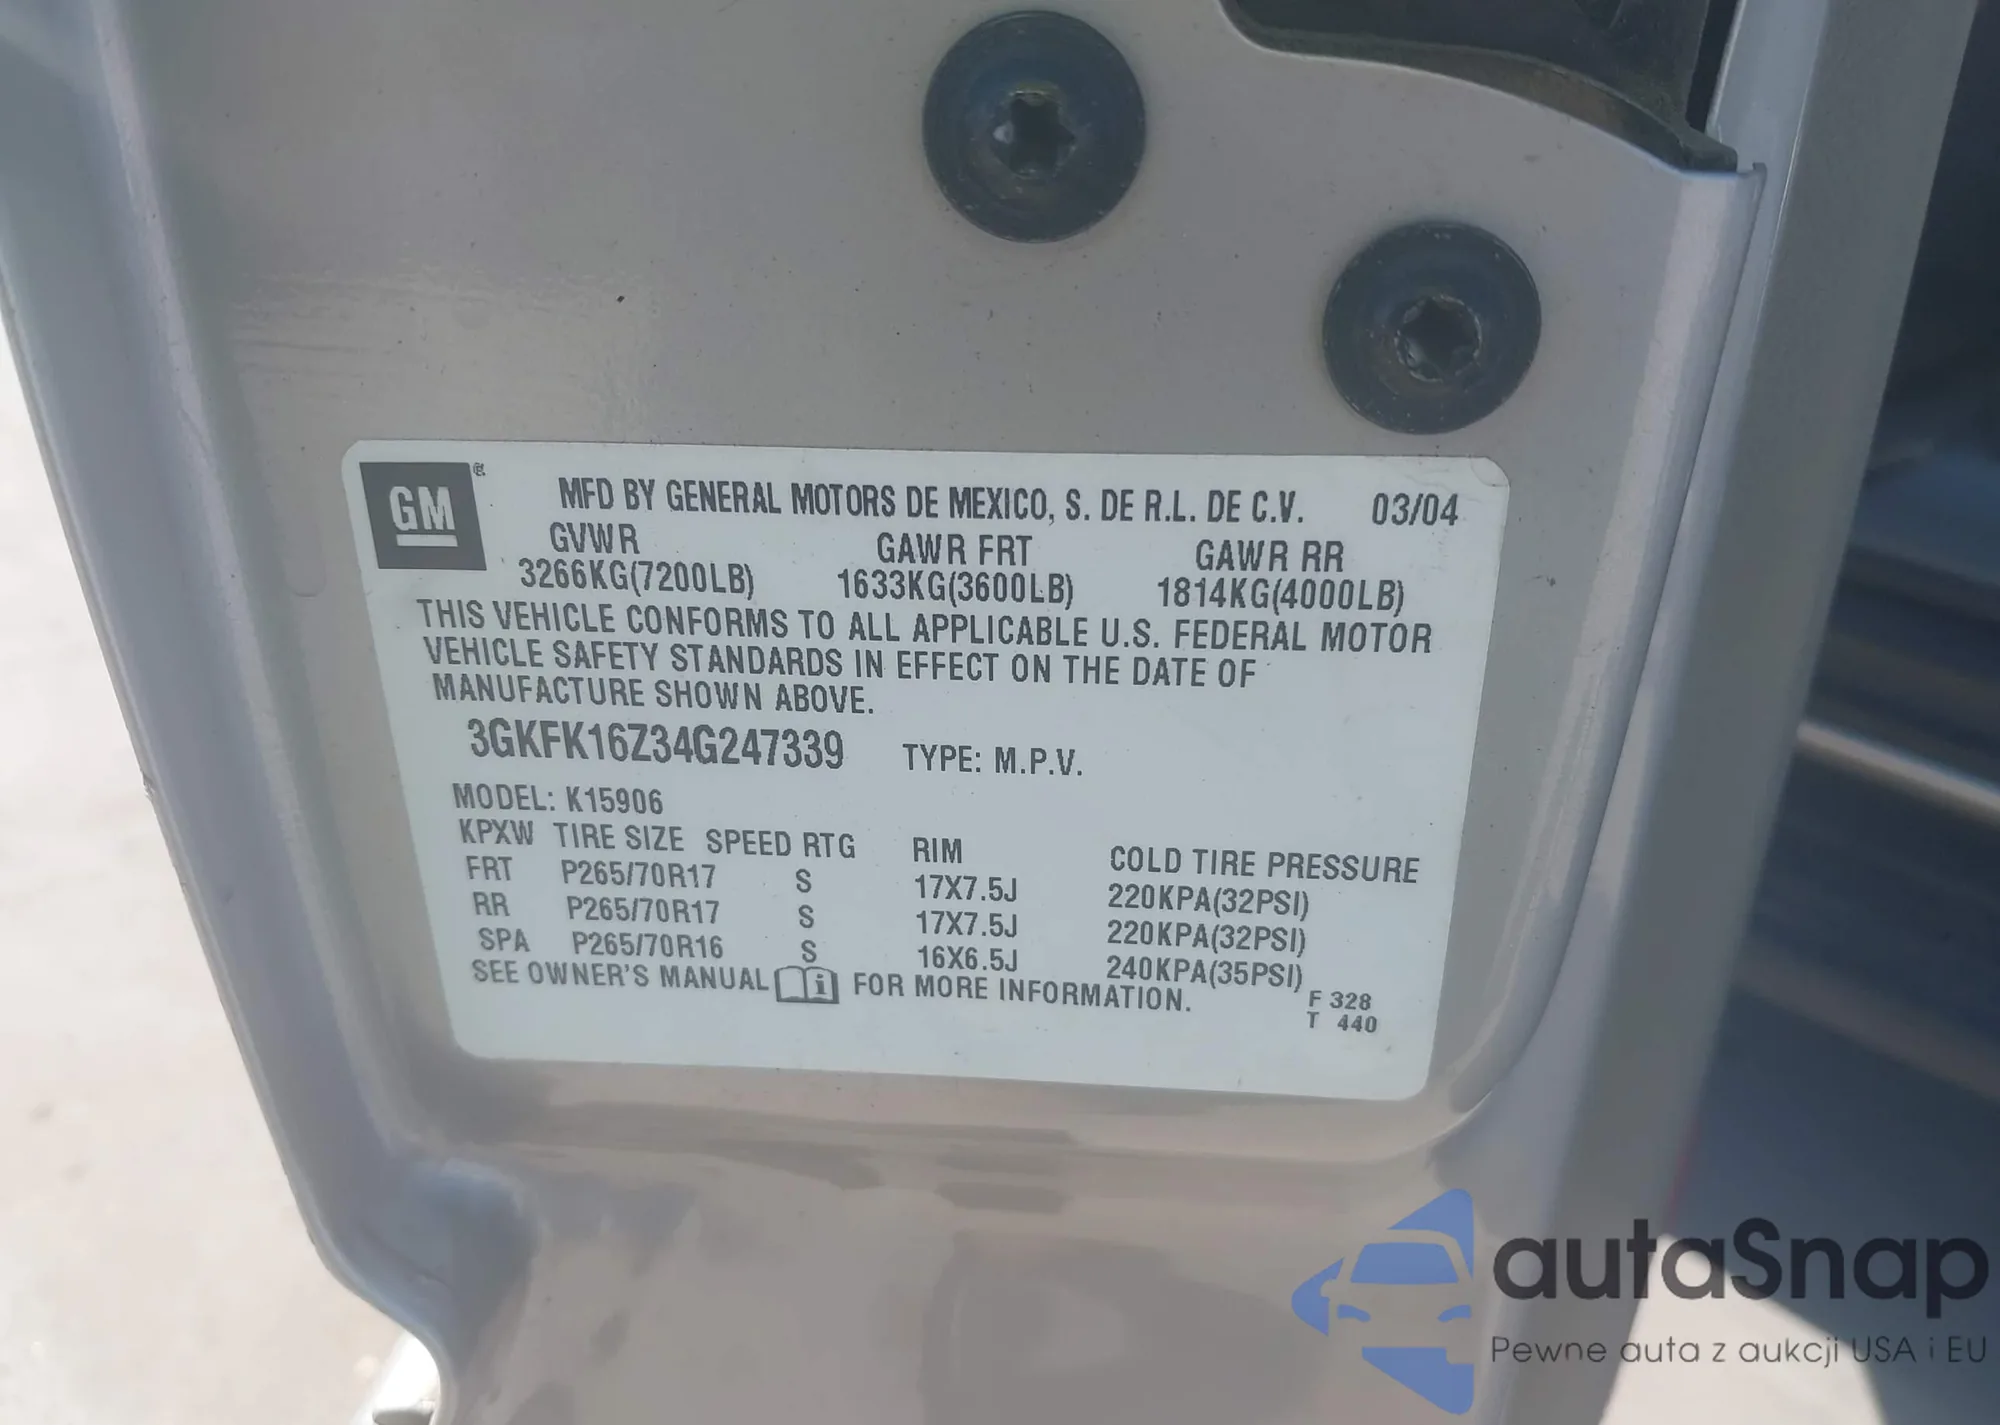 GM
MFD BY GENERAL MOTORS DE MEXICO, S. DE R.L. DE C.V. 03/04
GVWR GAWR FRT GAWR RR
3266KG(7200LB) 1633KG(3600LB) 1814KG(4000LB)
THIS VEHICLE CONFORMS TO ALL APPLICABLE U.S. FEDERAL MOTOR
VEHICLE SAFETY STANDARDS IN EFFECT ON THE DATE OF
MANUFACTURE SHOWN ABOVE.
3GKFK16Z34G247339 TYPE: M.P.V.
MODEL: K15906
KPXW TIRE SIZE SPEED RTG RIM COLD TIRE PRESSURE
FRT P265/70R17 S 17X7.5J 220KPA(32PSI)
RR P265/70R17 S 17X7.5J 220KPA(32PSI)
SPA P265/70R16 S 16X6.5J 240KPA(35PSI)
SEE OWNER'S MANUAL i FOR MORE INFORMATION.
F 328
T 440
autaSnap
Pewne auta z aukcji USA i EU